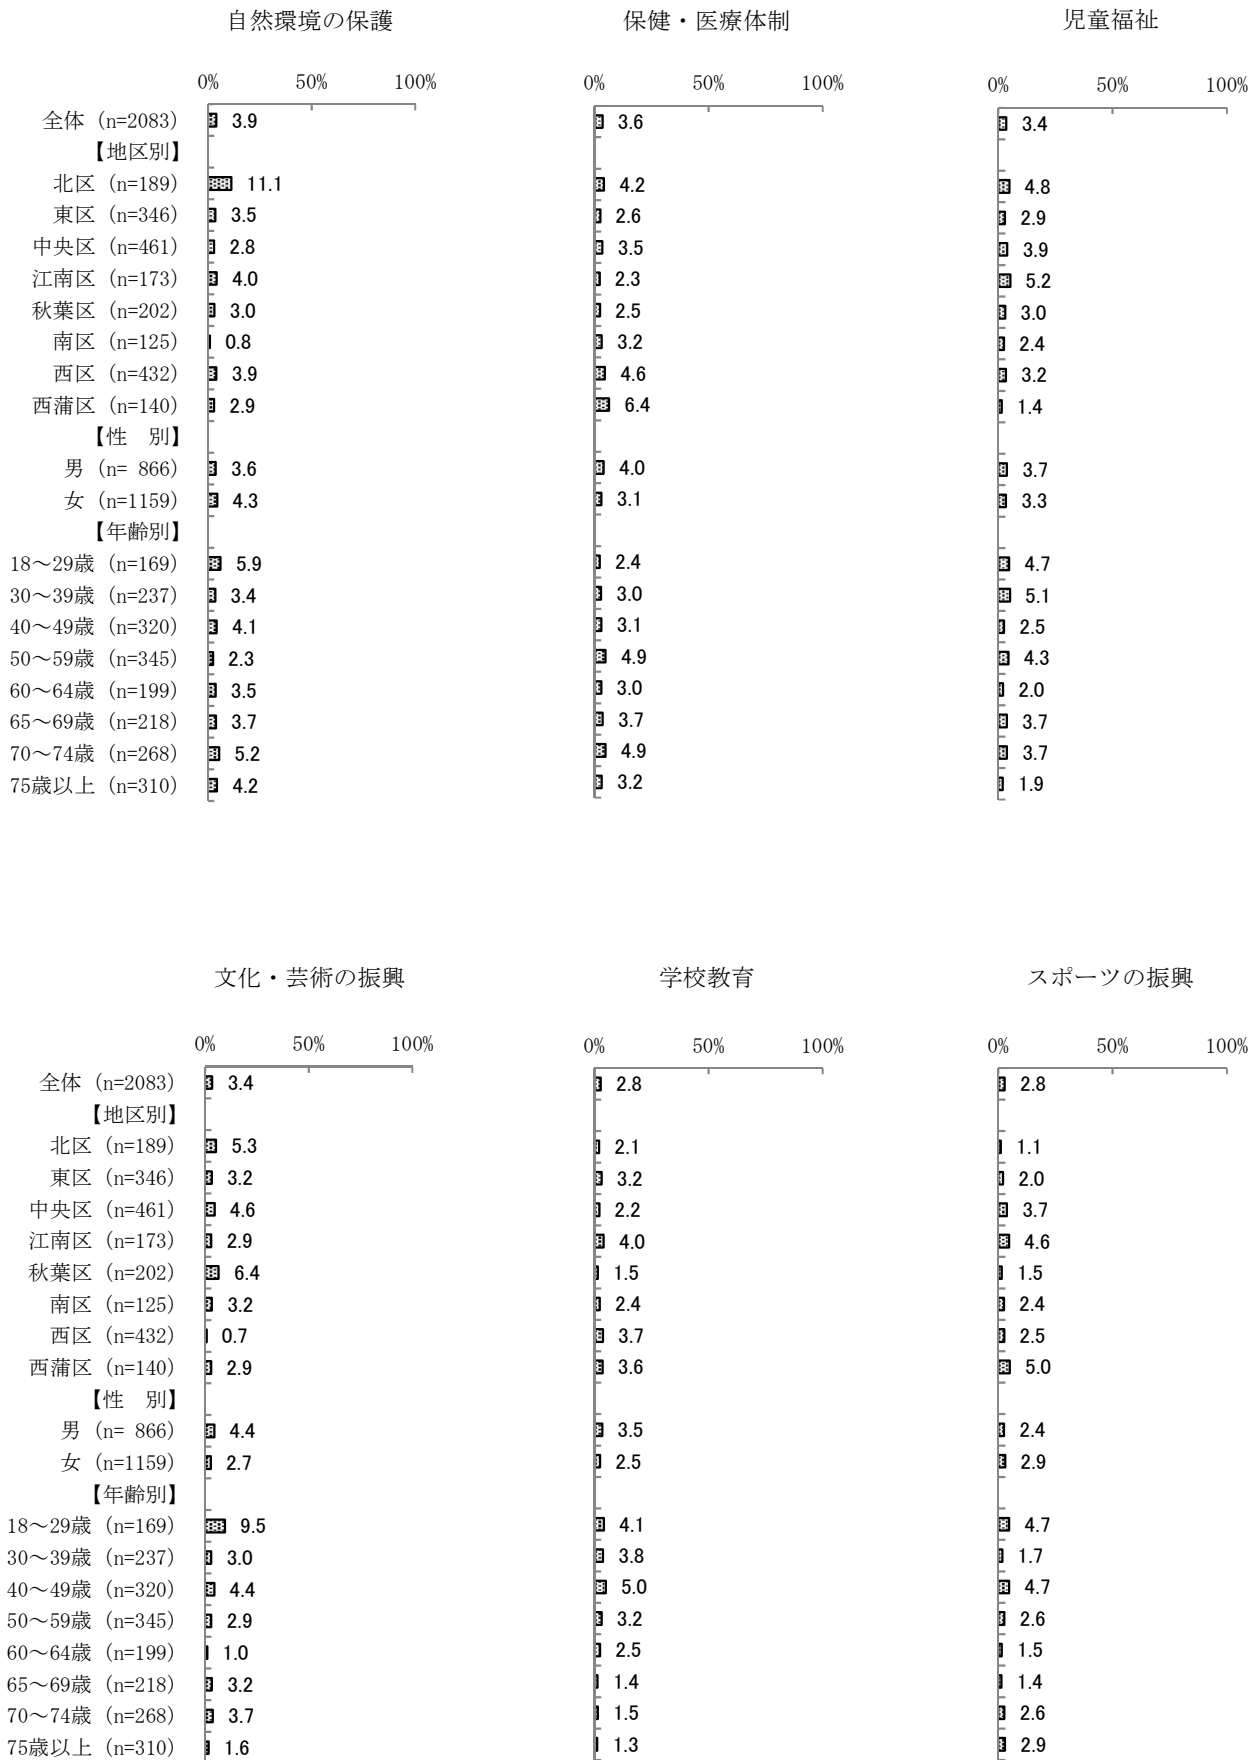 自然環境の保護 保健・医療体制 児童福祉
0% 50% 100% 0% 50% 100% 0% 50% 100%
全体 (n=2083) 3.9 3.6 3.4
【地区別】
北区 (n=189) 11.1 4.2 4.8
東区 (n=346) 3.5 2.6 2.9
中央区 (n=461) 2.8 3.5 3.9
江南区 (n=173) 4.0 2.3 5.2
秋葉区 (n=202) 3.0 2.5 3.0
南区 (n=125) 0.8 3.2 2.4
西区 (n=432) 3.9 4.6 3.2
西蒲区 (n=140) 2.9 6.4 1.4
【性　別】
男 (n= 866) 3.6 4.0 3.7
女 (n=1159) 4.3 3.1 3.3
【年齢別】
18～29歳 (n=169) 5.9 2.4 4.7
30～39歳 (n=237) 3.4 3.0 5.1
40～49歳 (n=320) 4.1 3.1 2.5
50～59歳 (n=345) 2.3 4.9 4.3
60～64歳 (n=199) 3.5 3.0 2.0
65～69歳 (n=218) 3.7 3.7 3.7
70～74歳 (n=268) 5.2 4.9 3.7
75歳以上 (n=310) 4.2 3.2 1.9
文化・芸術の振興 学校教育 スポーツの振興
0% 50% 100% 0% 50% 100% 0% 50% 100%
全体 (n=2083) 3.4 2.8 2.8
【地区別】
北区 (n=189) 5.3 2.1 1.1
東区 (n=346) 3.2 3.2 2.0
中央区 (n=461) 4.6 2.2 3.7
江南区 (n=173) 2.9 4.0 4.6
秋葉区 (n=202) 6.4 1.5 1.5
南区 (n=125) 3.2 2.4 2.4
西区 (n=432) 0.7 3.7 2.5
西蒲区 (n=140) 2.9 3.6 5.0
【性　別】
男 (n= 866) 4.4 3.5 2.4
女 (n=1159) 2.7 2.5 2.9
【年齢別】
18～29歳 (n=169) 9.5 4.1 4.7
30～39歳 (n=237) 3.0 3.8 1.7
40～49歳 (n=320) 4.4 5.0 4.7
50～59歳 (n=345) 2.9 3.2 2.6
60～64歳 (n=199) 1.0 2.5 1.5
65～69歳 (n=218) 3.2 1.4 1.4
70～74歳 (n=268) 3.7 1.5 2.6
75歳以上 (n=310) 1.6 1.3 2.9